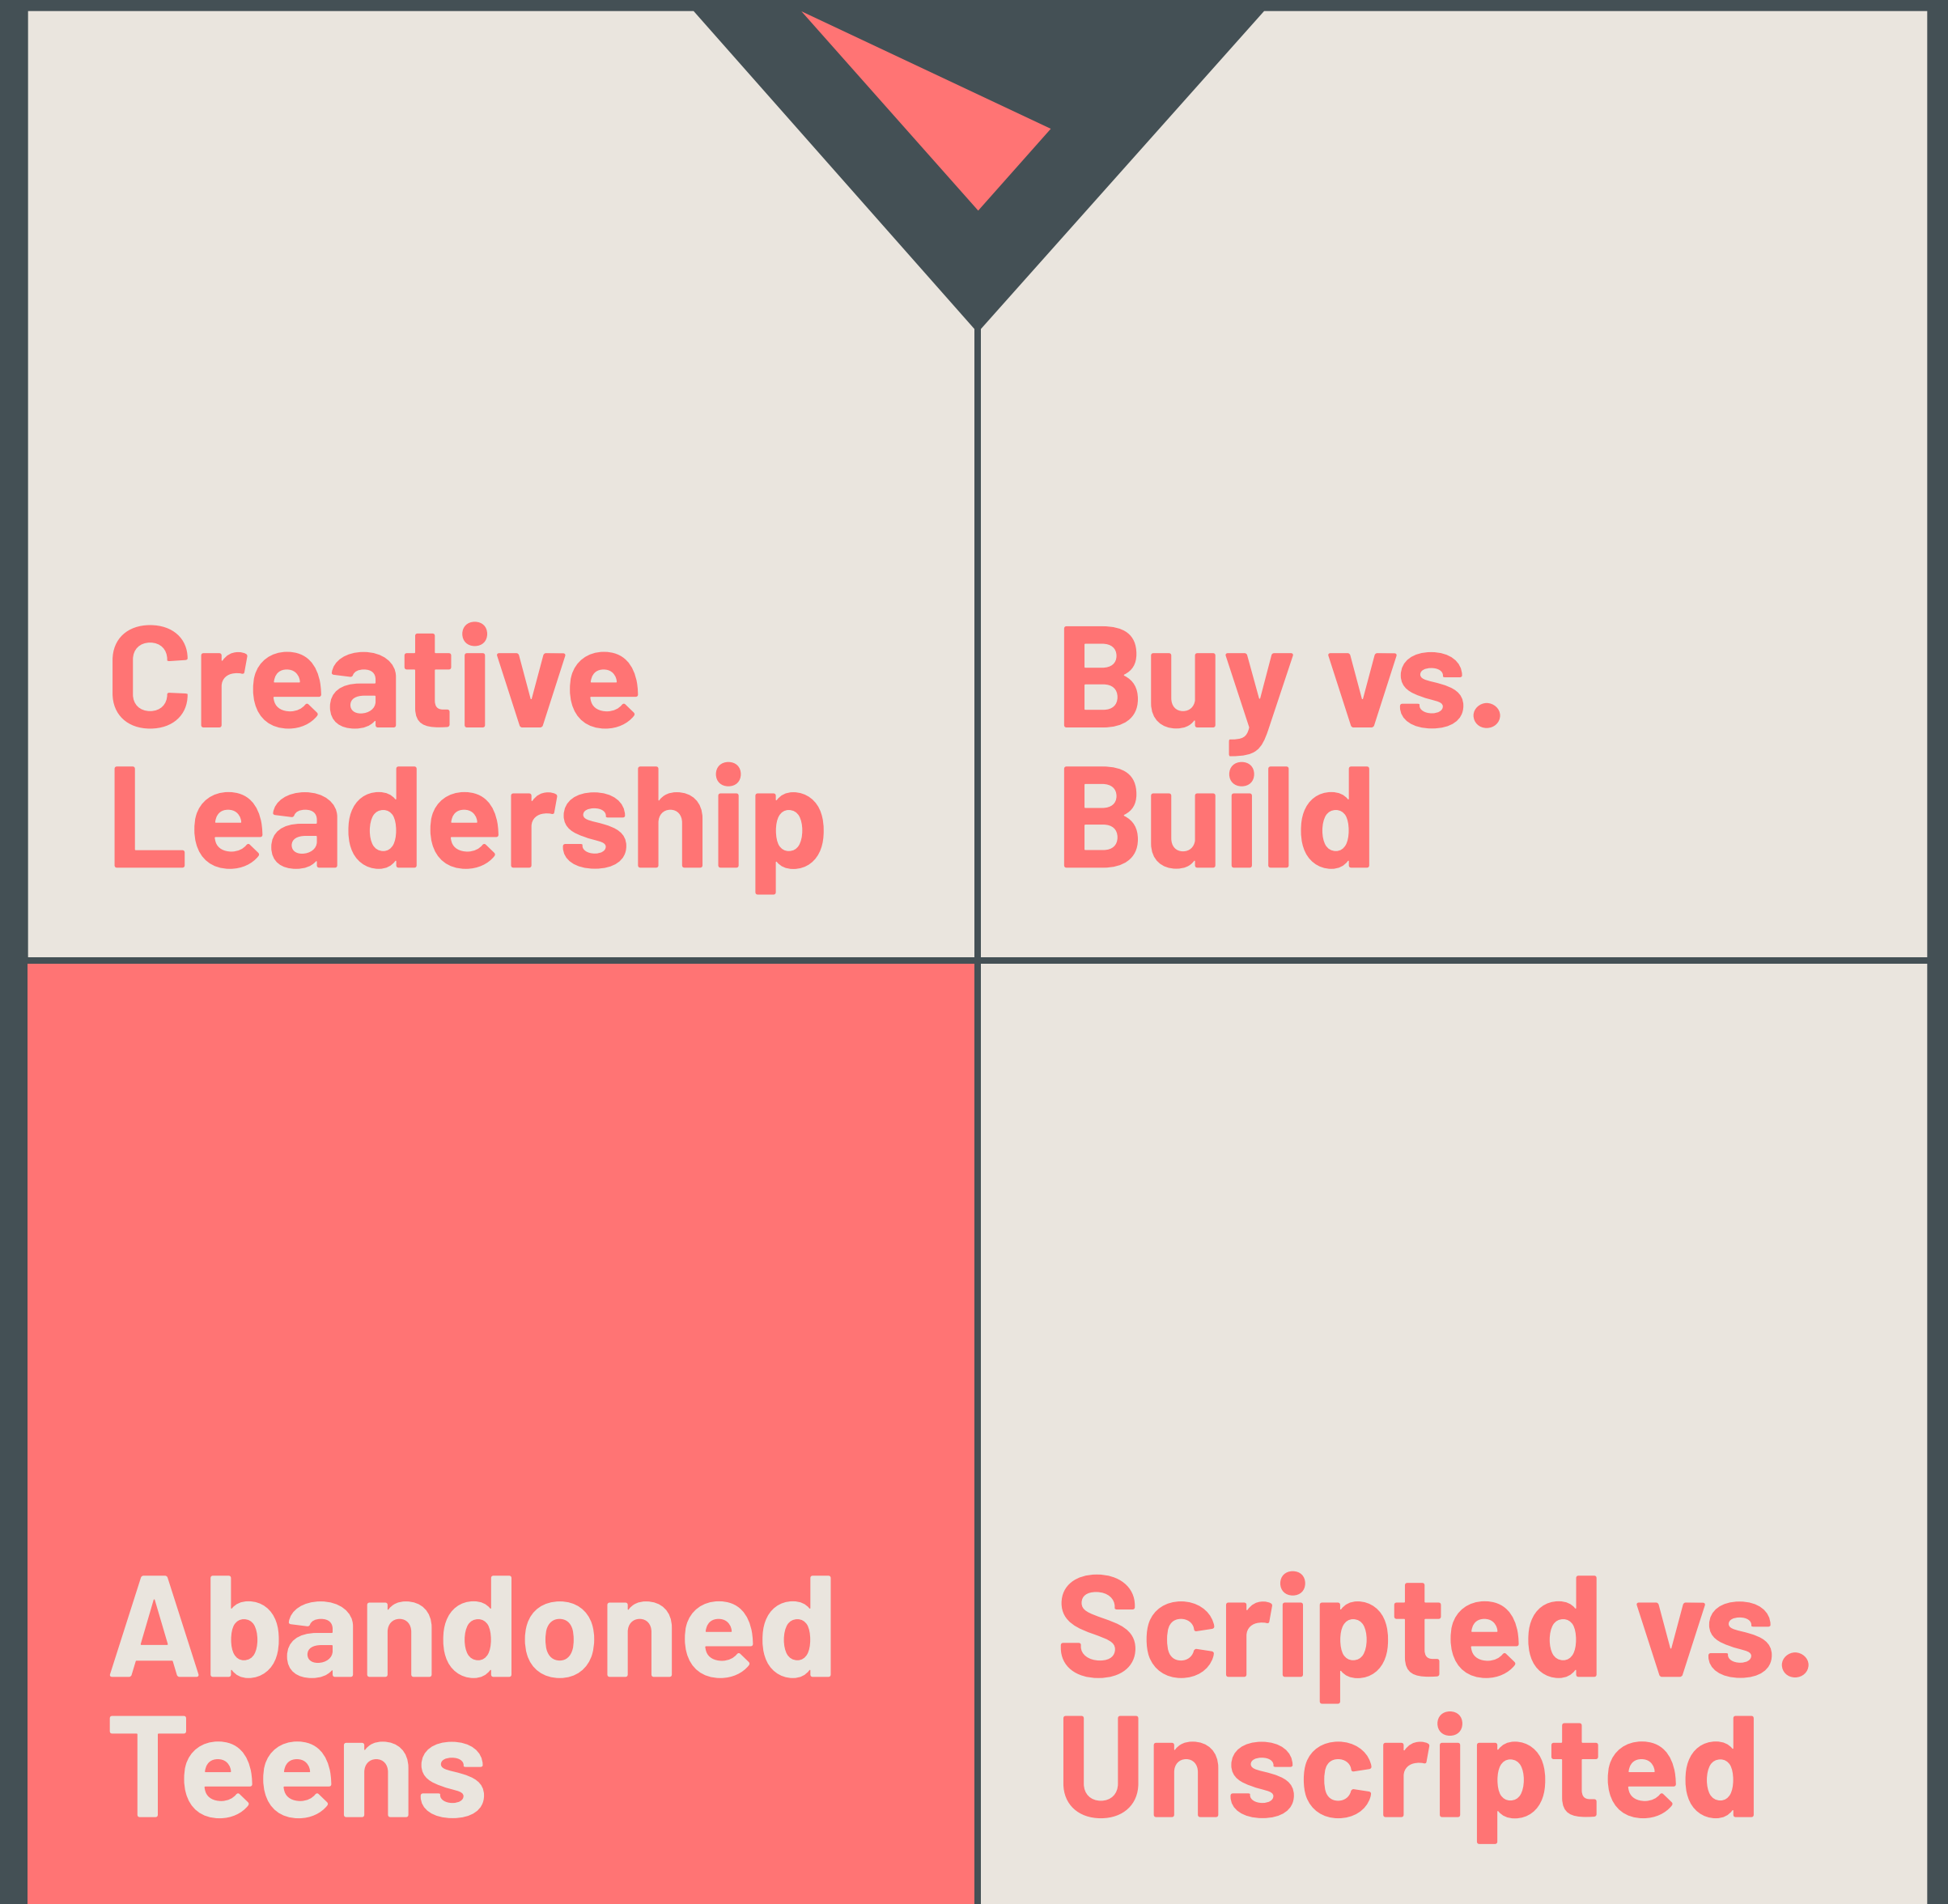 Creative
Leadership
Buy vs.
Build
Abandoned
Teens
Scripted vs.
Unscripted